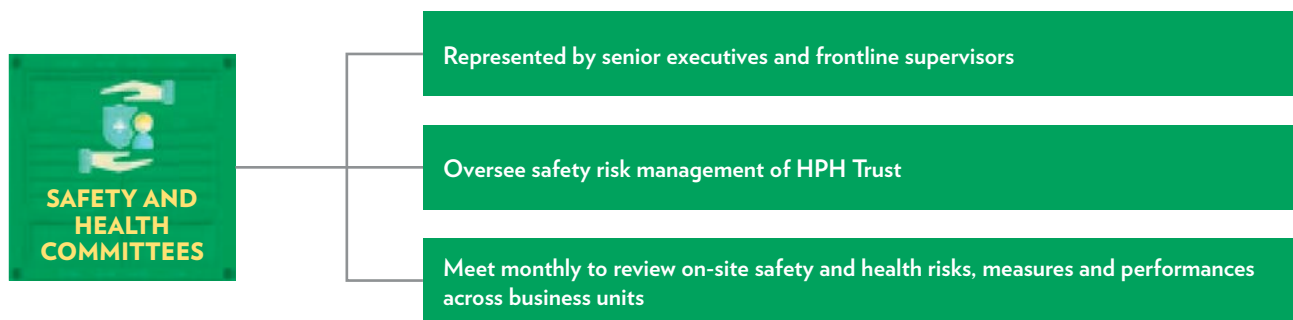 SAFETY AND
HEALTH
COMMITTEES
Represented by senior executives and frontline supervisors
Oversee safety risk management of HPH Trust
Meet monthly to review on-site safety and health risks, measures and performances
across business units